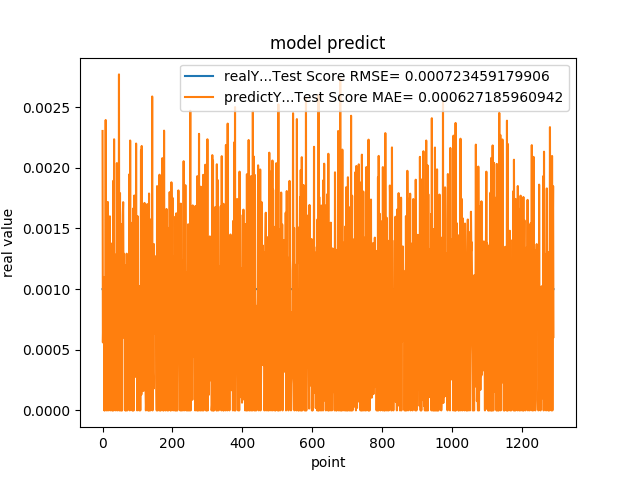 model predict
realY...Test Score RMSE= 0.000723459179906
predictY...Test Score MAE= 0.000627185960942
0.0025
0.0020
0.0015
0.0010
0.0005
0.0000
real value
0 200 400 600 800 1000 1200
point